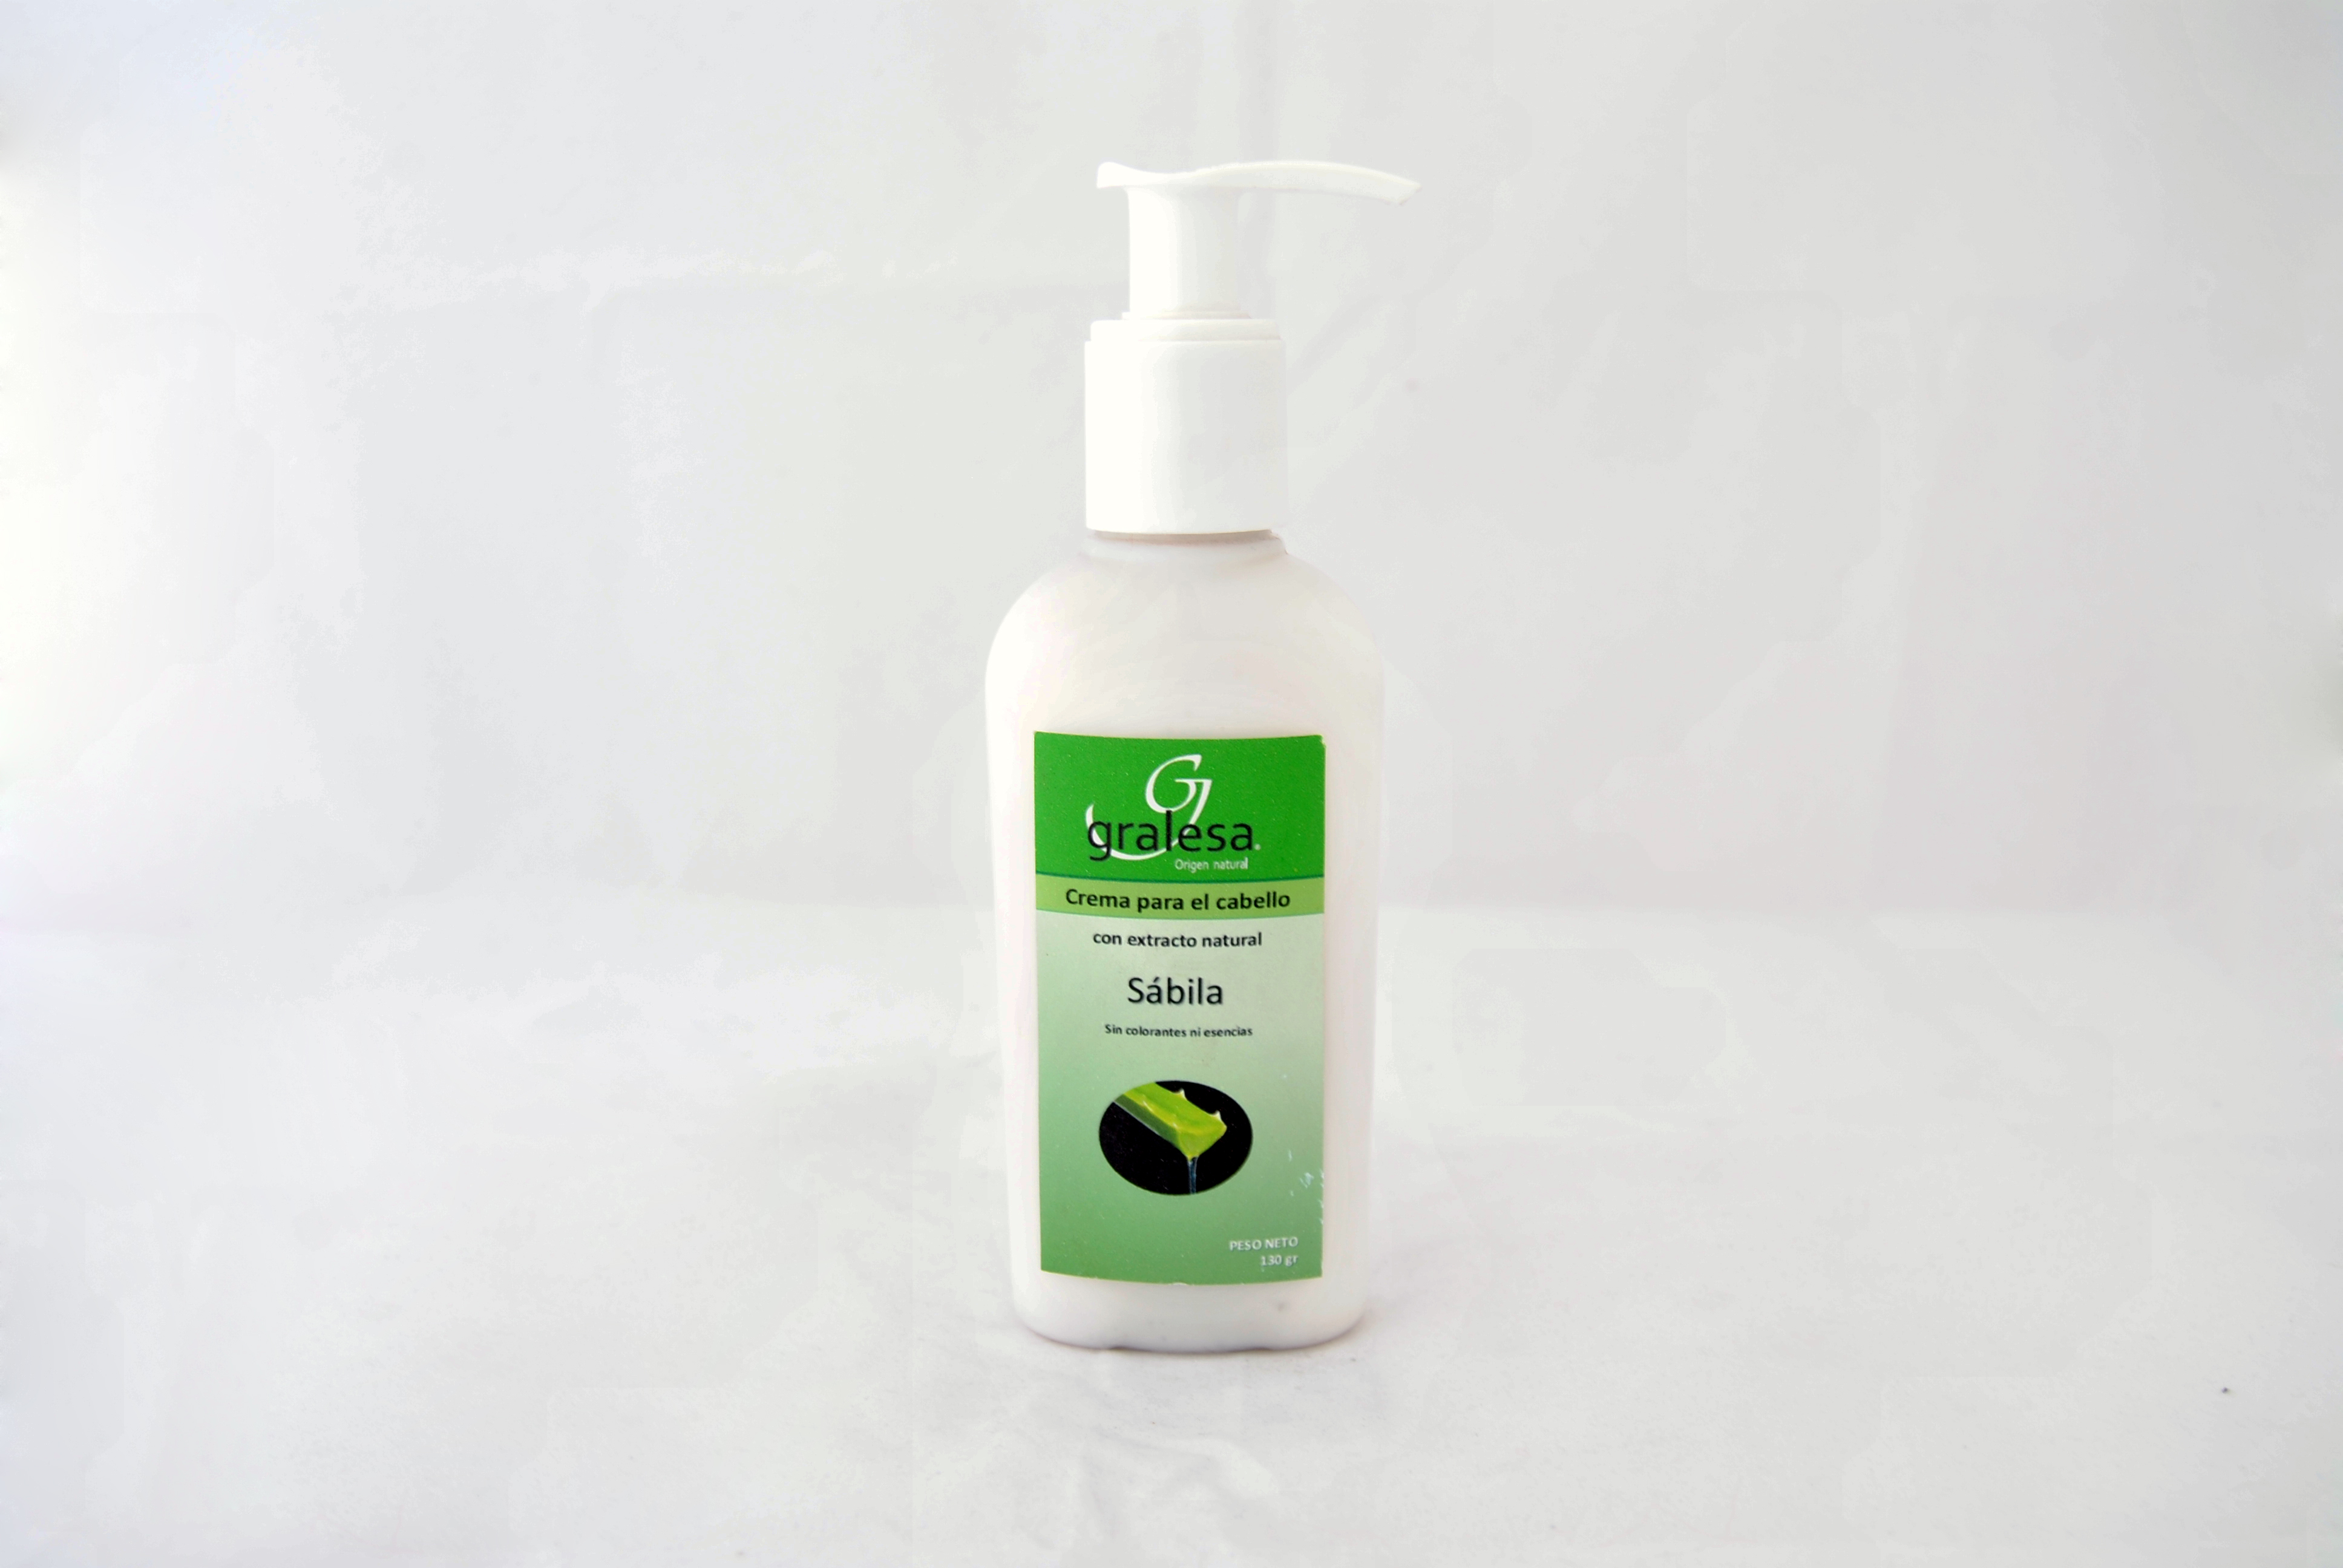 G
gralesa.
Origen natural
Crema para el cabello
con extracto natural
Sábila
Sin colorantes ni esencias
PESO NETO
130 gr